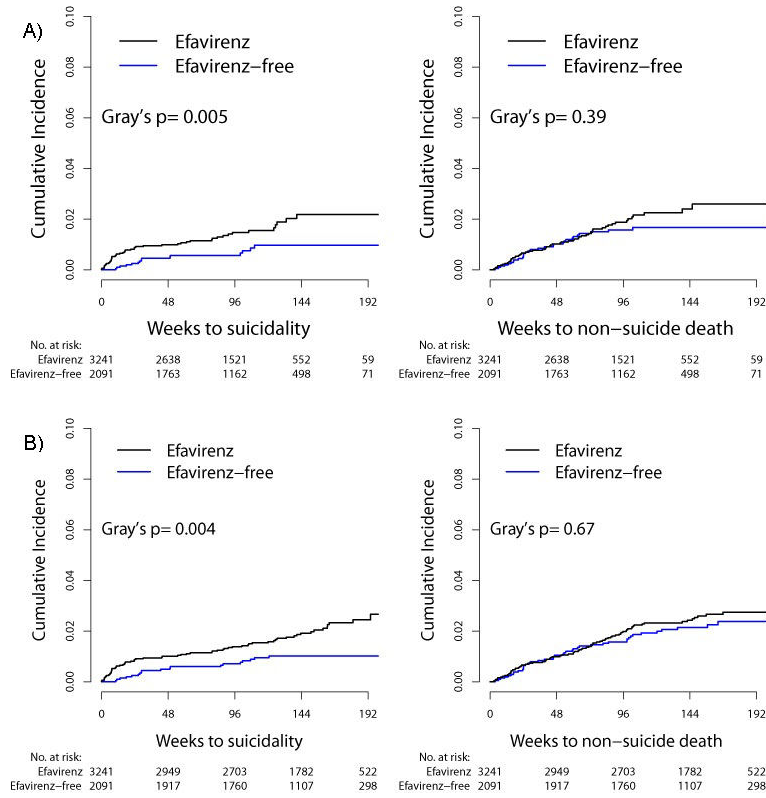 A)
Cumulative Incidence
0.00 0.02 0.04 0.06 0.08 0.10
Efavirenz
Efavirenz−free
Gray's p= 0.005
0 48 96 144 192
Weeks to suicidality
No. at risk:
Efavirenz 3241 2638 1521 552 59
Efavirenz−free 2091 1763 1162 498 71
Cumulative Incidence
0.00 0.02 0.04 0.06 0.08 0.10
Efavirenz
Efavirenz−free
Gray's p= 0.39
0 48 96 144 192
Weeks to non−suicide death
No. at risk:
Efavirenz 3241 2638 1521 552 59
Efavirenz−free 2091 1763 1162 498 71
B)
Cumulative Incidence
0.00 0.02 0.04 0.06 0.08 0.10
Efavirenz
Efavirenz−free
Gray's p= 0.004
0 48 96 144 192
Weeks to suicidality
No. at risk:
Efavirenz 3241 2949 2703 1782 522
Efavirenz−free 2091 1917 1760 1107 298
Cumulative Incidence
0.00 0.02 0.04 0.06 0.08 0.10
Efavirenz
Efavirenz−free
Gray's p= 0.67
0 48 96 144 192
Weeks to non−suicide death
No. at risk:
Efavirenz 3241 2949 2703 1782 522
Efavirenz−free 2091 1917 1760 1107 298